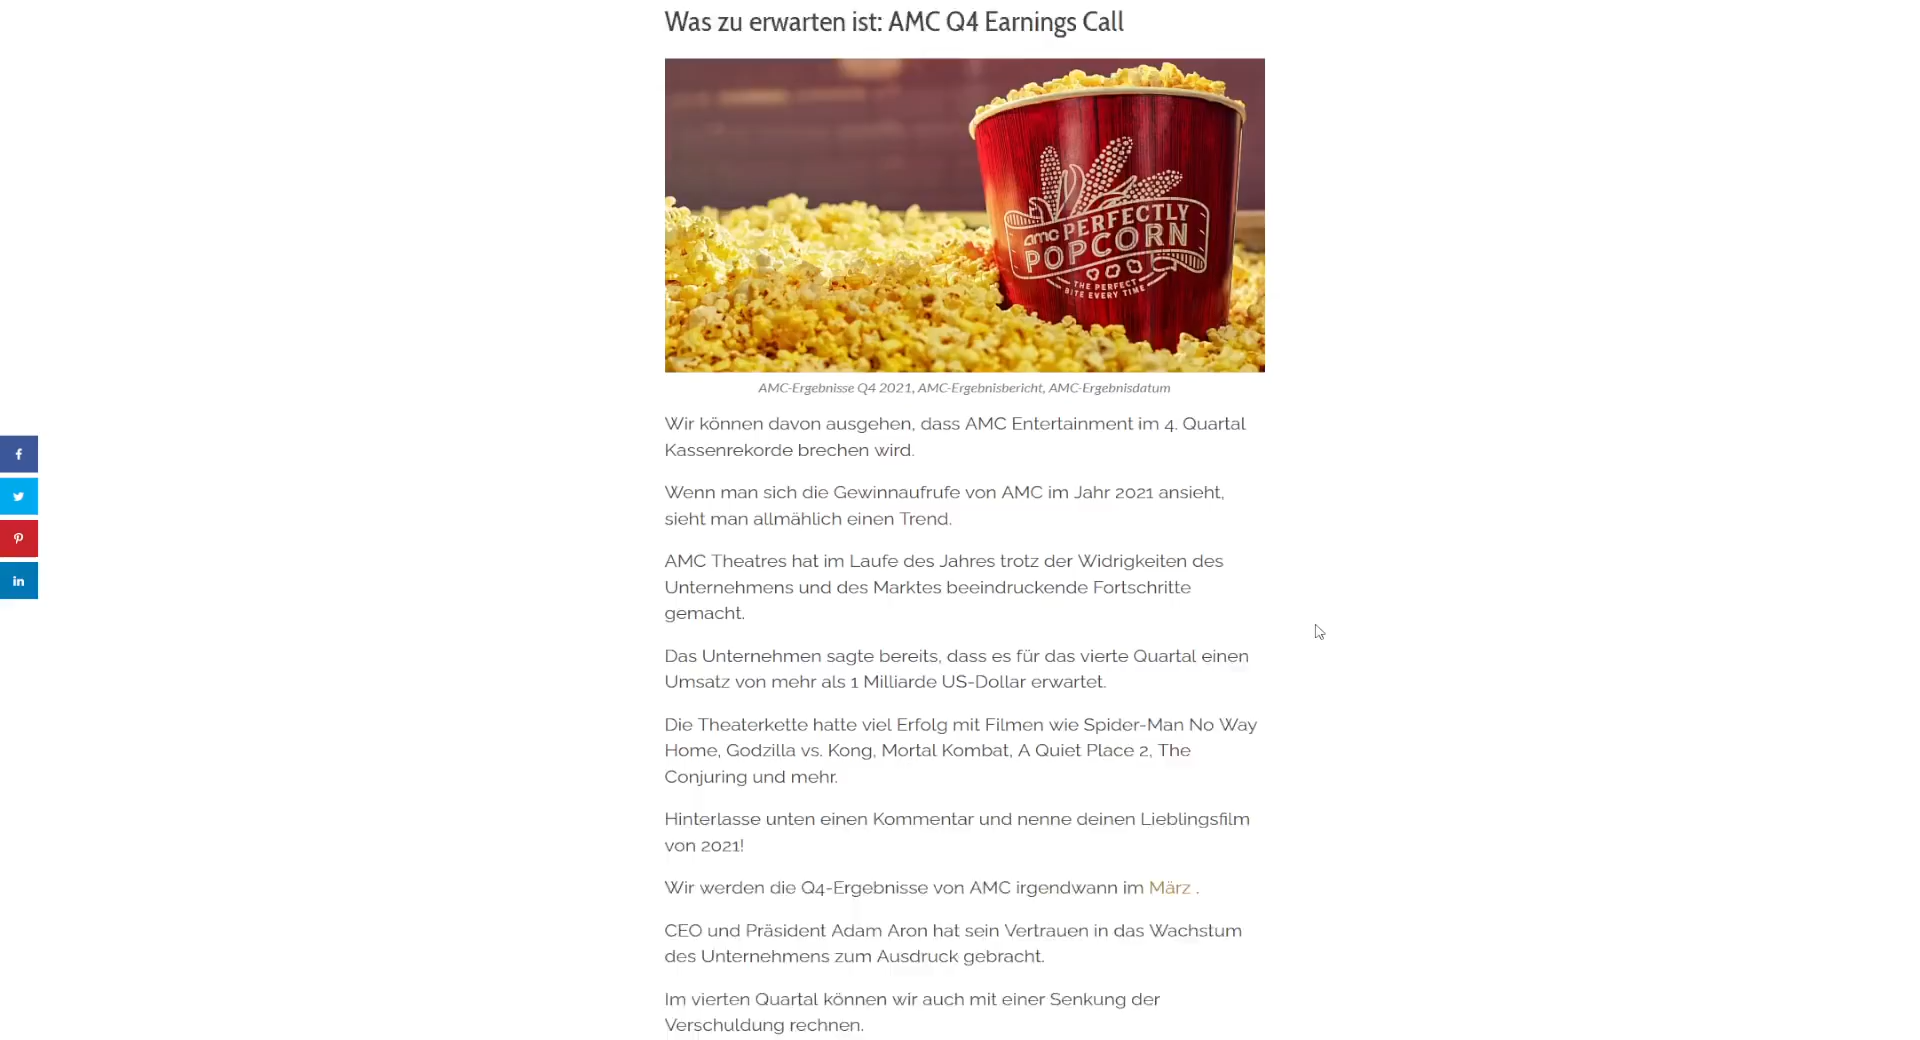 Was zu erwarten ist: AMC Q4 Earnings Call
amc PERFECTLY
POPCORN
THE PERFECT
BITE EVERY TIME
AMC-Ergebnisse Q4 2021, AMC-Ergebnisbericht, AMC-Ergebnisdatum
Wir können davon ausgehen, dass AMC Entertainment im 4. Quartal
Kassenrekorde brechen wird.
Wenn man sich die Gewinnaufrufe von AMC im Jahr 2021 ansieht,
sieht man allmählich einen Trend.
AMC Theatres hat im Laufe des Jahres trotz der Widrigkeiten des
Unternehmens und des Marktes beeindruckende Fortschritte
gemacht.
Das Unternehmen sagte bereits, dass es für das vierte Quartal einen
Umsatz von mehr als 1 Milliarde US-Dollar erwartet.
Die Theaterkette hatte viel Erfolg mit Filmen wie Spider-Man No Way
Home, Godzilla vs. Kong, Mortal Kombat, A Quiet Place 2, The
Conjuring und mehr.
Hinterlasse unten einen Kommentar und nenne deinen Lieblingsfilm
von 2021!
Wir werden die Q4-Ergebnisse von AMC irgendwann im März .
CEO und Präsident Adam Aron hat sein Vertrauen in das Wachstum
des Unternehmens zum Ausdruck gebracht.
Im vierten Quartal können wir auch mit einer Senkung der
Verschuldung rechnen.